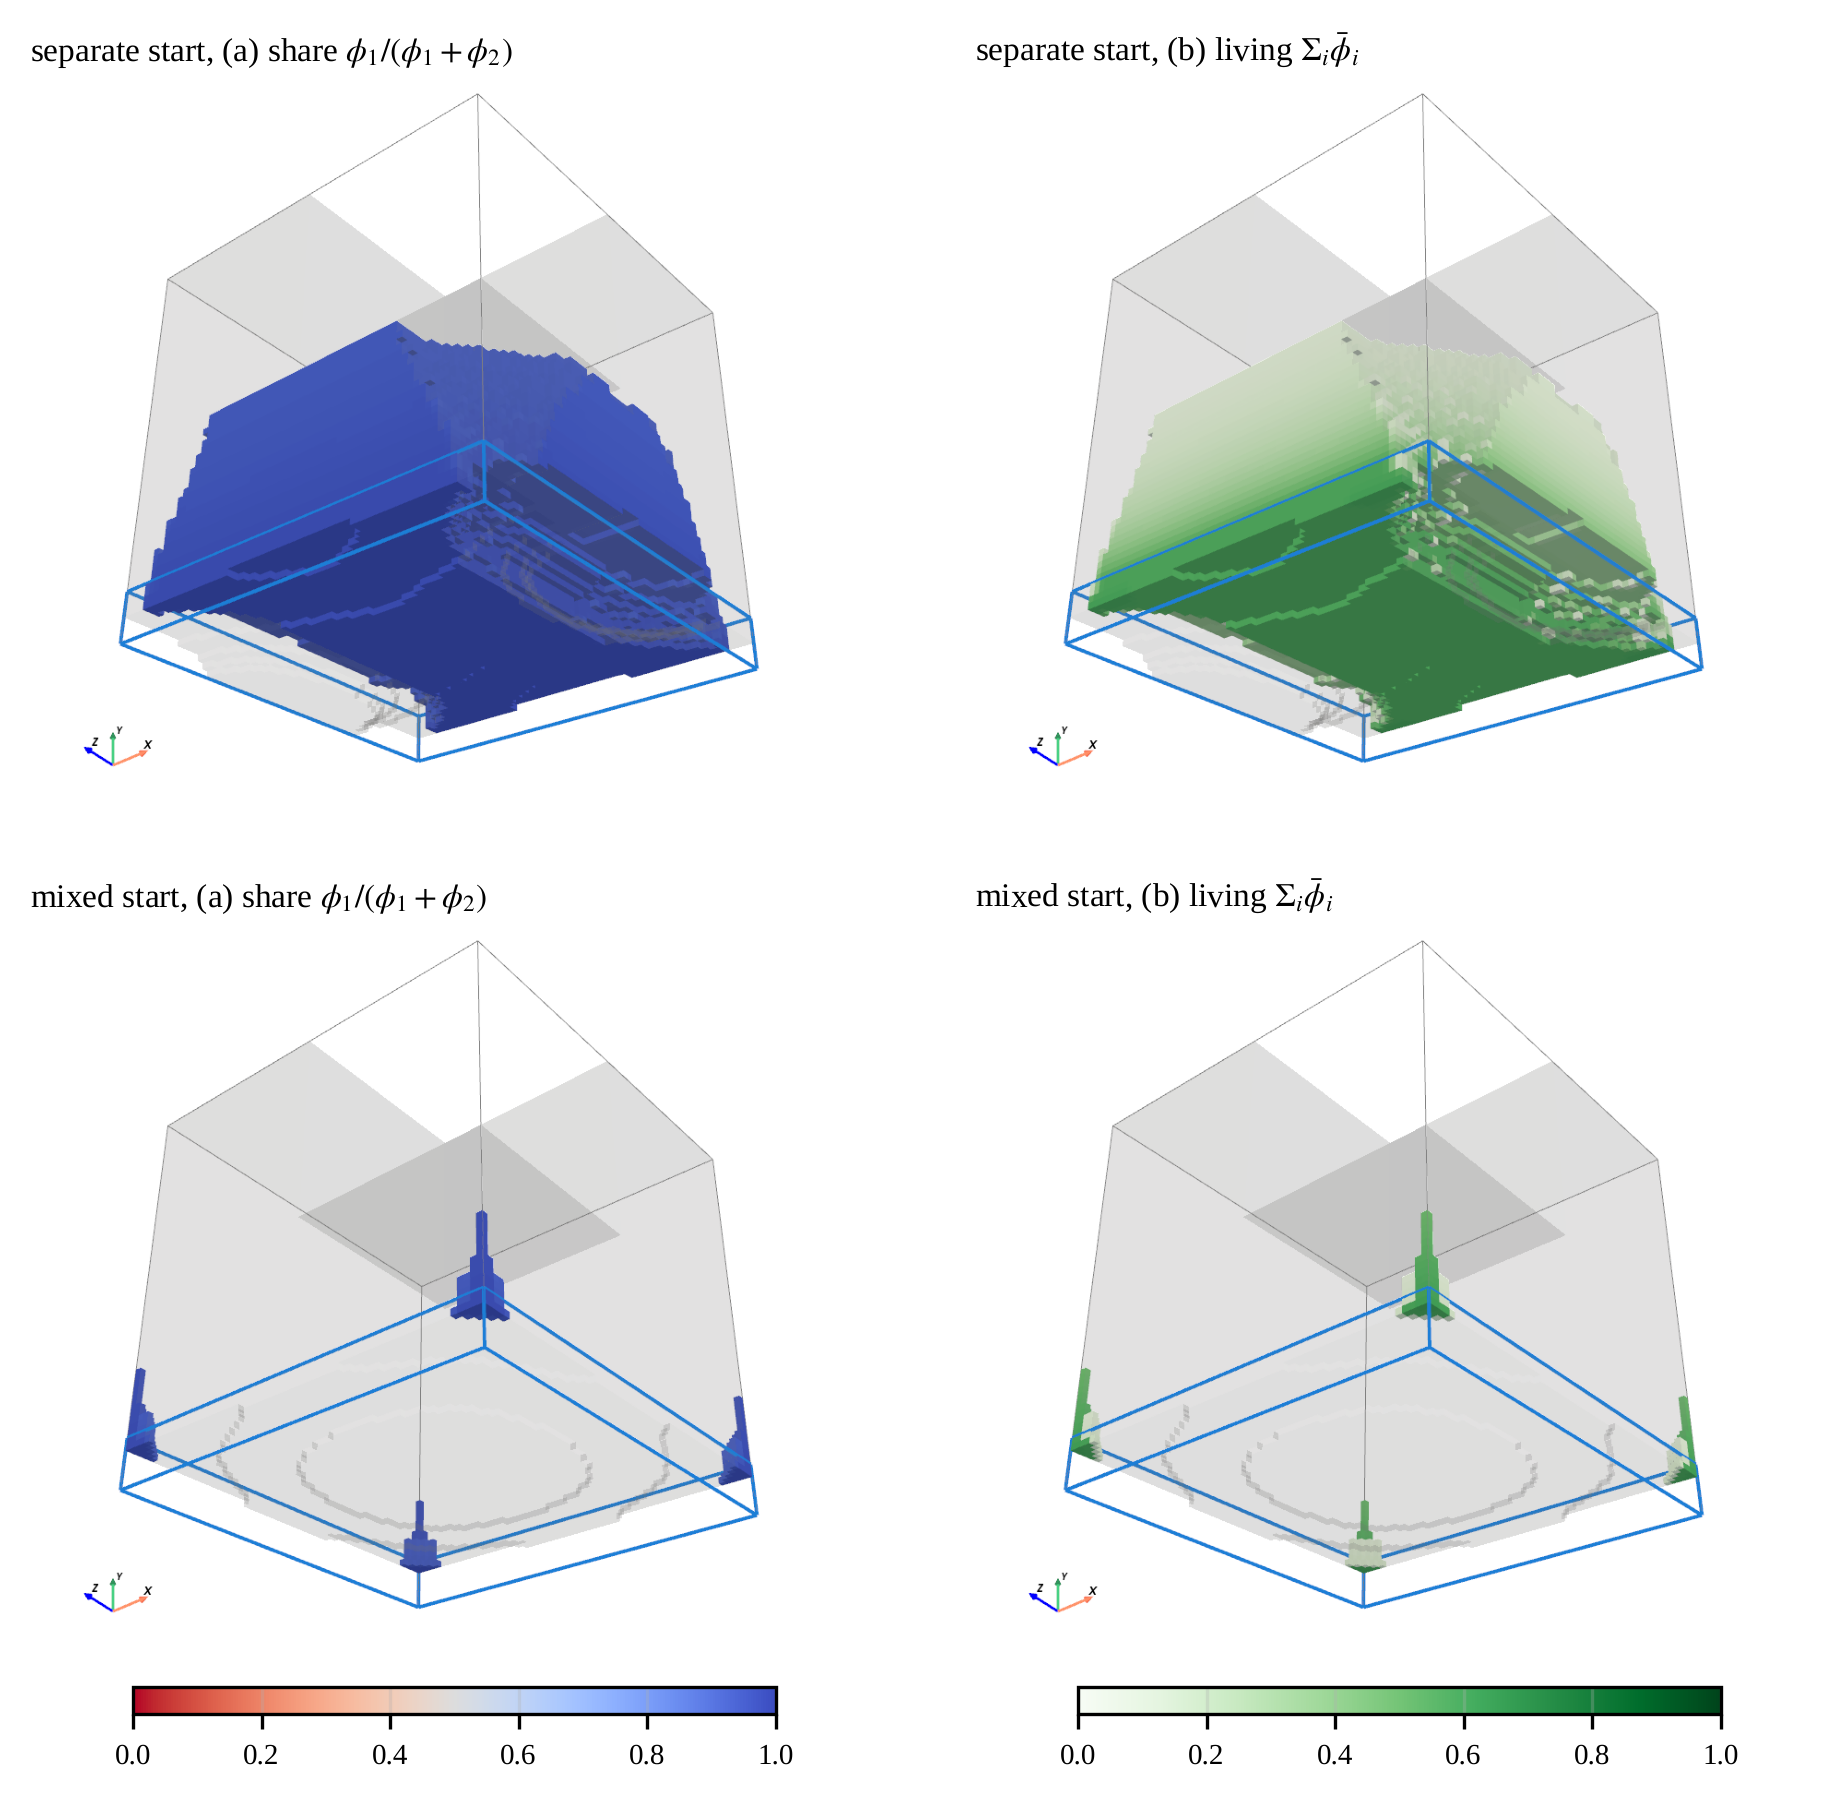 separate start, (a) share ϕ₁/(ϕ₁ + ϕ₂)
separate start, (b) living Σᵢϕ̄ᵢ
Z Y X
Z Y X
mixed start, (a) share ϕ₁/(ϕ₁ + ϕ₂)
mixed start, (b) living Σᵢϕ̄ᵢ
Z Y X
Z Y X
0.0 0.2 0.4 0.6 0.8 1.0
0.0 0.2 0.4 0.6 0.8 1.0